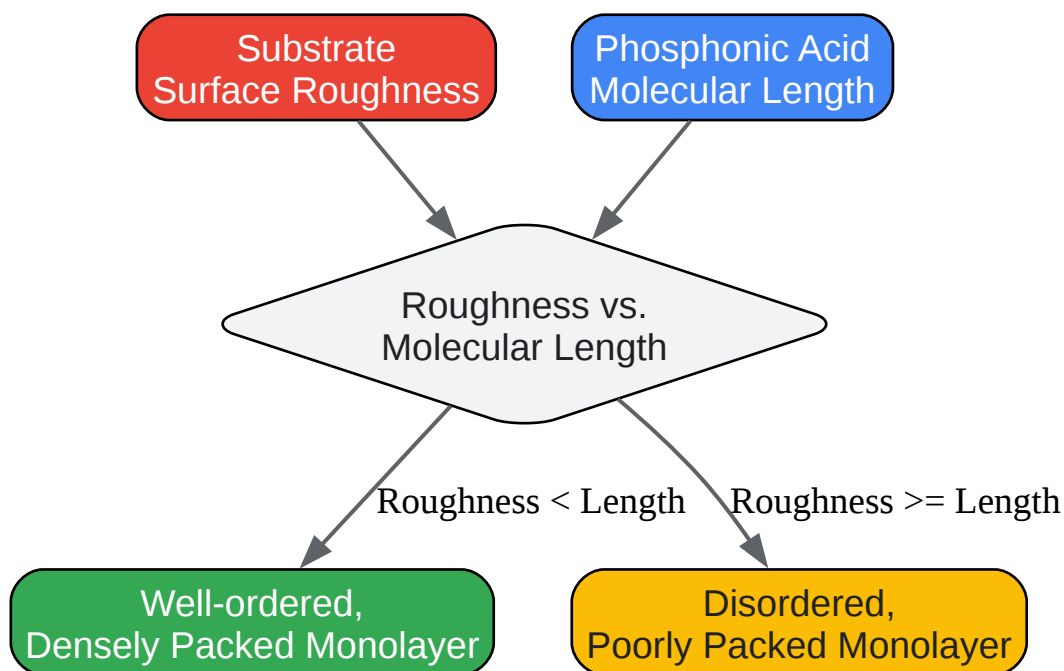 Substrate
Surface Roughness
Phosphonic Acid
Molecular Length
Roughness vs.
Molecular Length
Roughness < Length
Roughness >= Length
Well-ordered,
Densely Packed Monolayer
Disordered,
Poorly Packed Monolayer